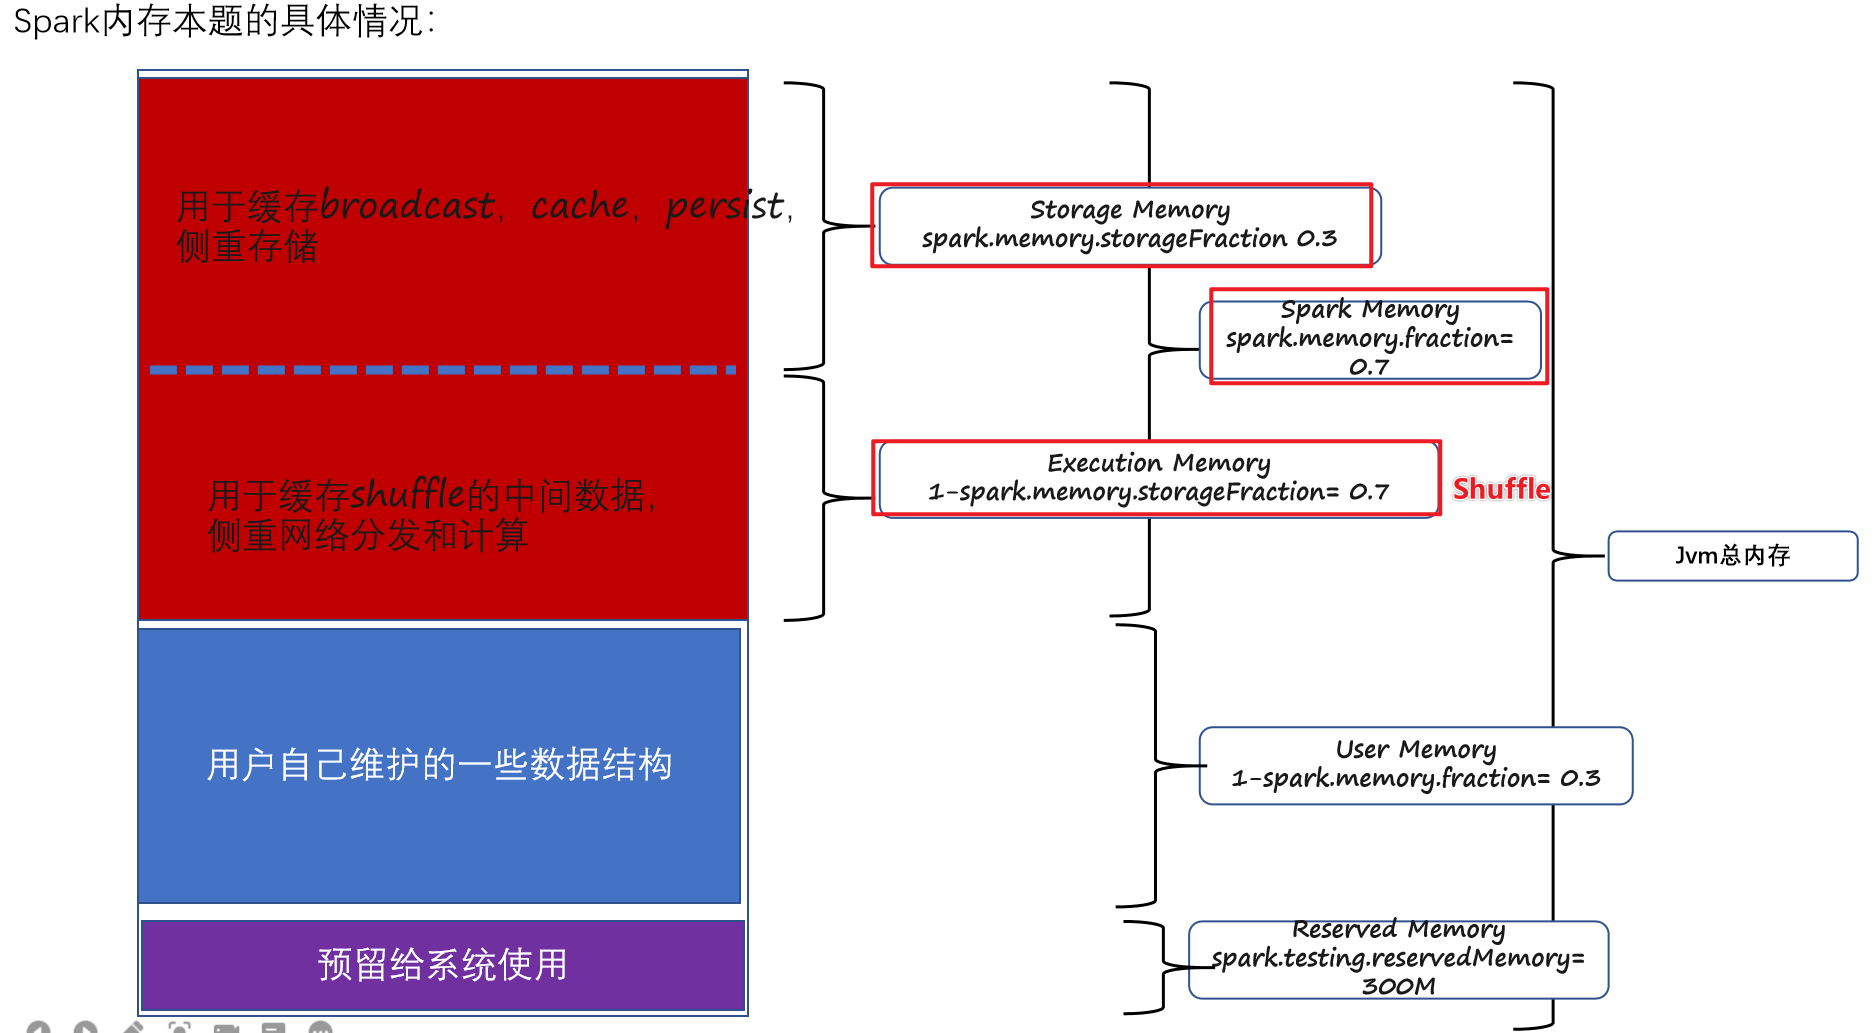 Spark内存本题的具体情况：
用于缓存broadcast，cache，persist，
侧重存储
Storage Memory
spark.memory.storageFraction 0.3
Spark Memory
spark.memory.fraction=
0.7
用于缓存shuffle的中间数据，
侧重网络分发和计算
Execution Memory
1-spark.memory.storageFraction= 0.7
Shuffle
Jvm总内存
用户自己维护的一些数据结构
User Memory
1-spark.memory.fraction= 0.3
预留给系统使用
Reserved Memory
spark.testing.reservedMemory=
300M